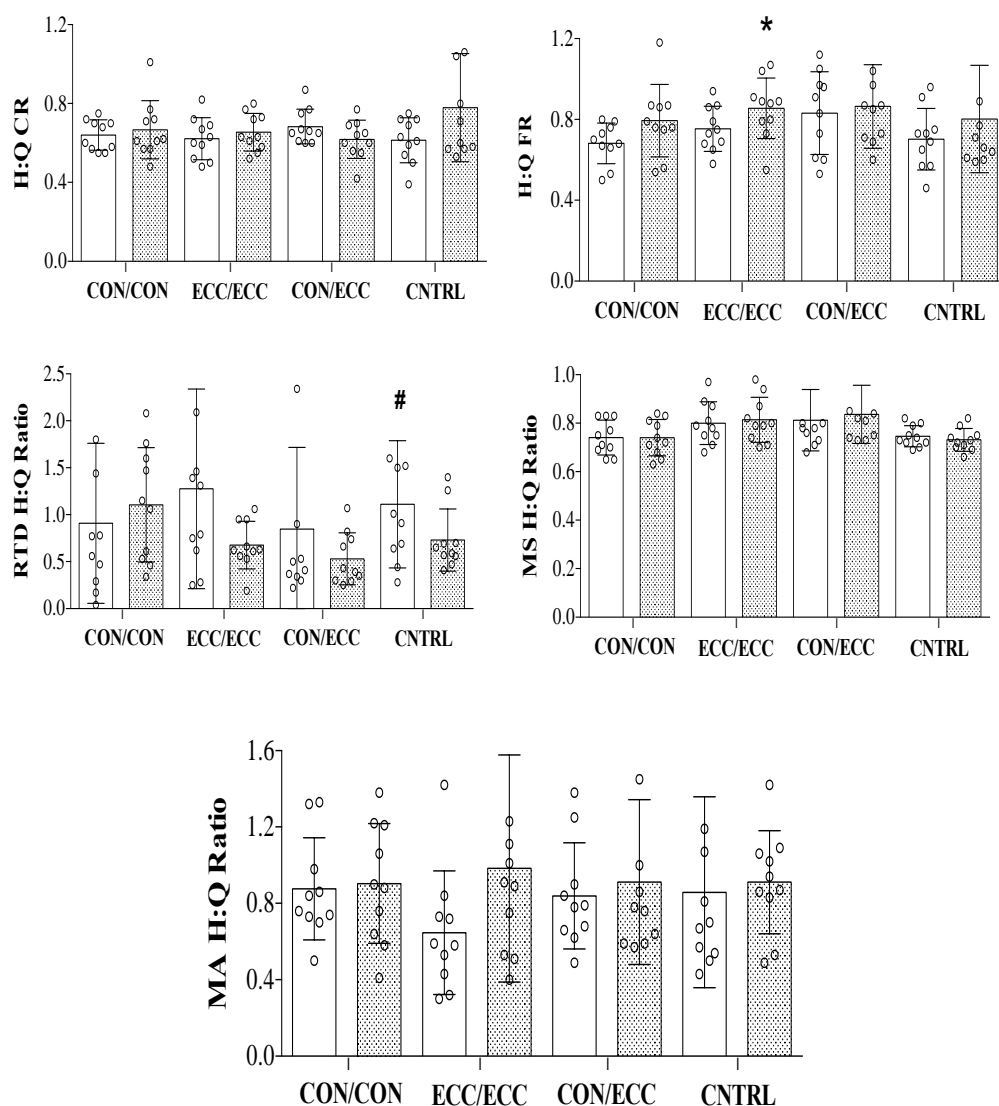 H:Q CR
1.2
0.8
0.4
0.0
CON/CON ECC/ECC CON/ECC CNTRL
H:Q FR
1.2
0.8
0.4
0.0
*
CON/CON ECC/ECC CON/ECC CNTRL
RTD H:Q Ratio
2.5
2.0
1.5
1.0
0.5
0.0
#
CON/CON ECC/ECC CON/ECC CNTRL
MS H:Q Ratio
1.0
0.8
0.6
0.4
0.2
0.0
CON/CON ECC/ECC CON/ECC CNTRL
MA H:Q Ratio
1.6
1.2
0.8
0.4
0.0
CON/CON ECC/ECC CON/ECC CNTRL